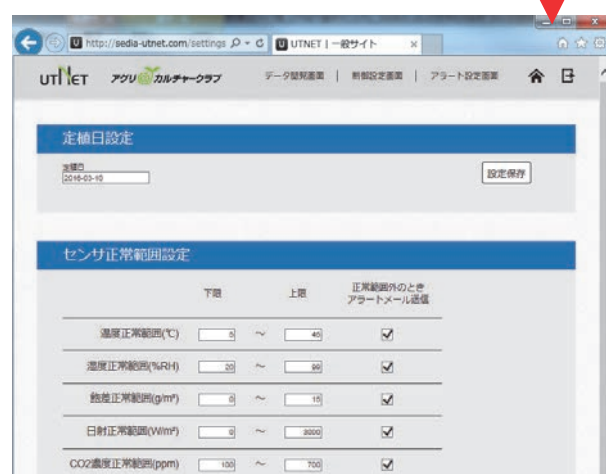 http://sedia-utnet.com/settings
UTNET | 一般サイト ×
UTNET アグリカルチャークラブ データ閲覧画面 | 制御設定画面 | アラート設定画面
定植日設定
定植日
2016-03-10
設定保存
センサ正常範囲設定
下限 上限 正常範囲外のとき
アラートメール送信
温度正常範囲(℃) 5 ～ 45
湿度正常範囲(%RH) 20 ～ 99
飽差正常範囲(g/m³) 0 ～ 15
日射正常範囲(W/m²) 0 ～ 3000
CO2濃度正常範囲(ppm) 100 ～ 700